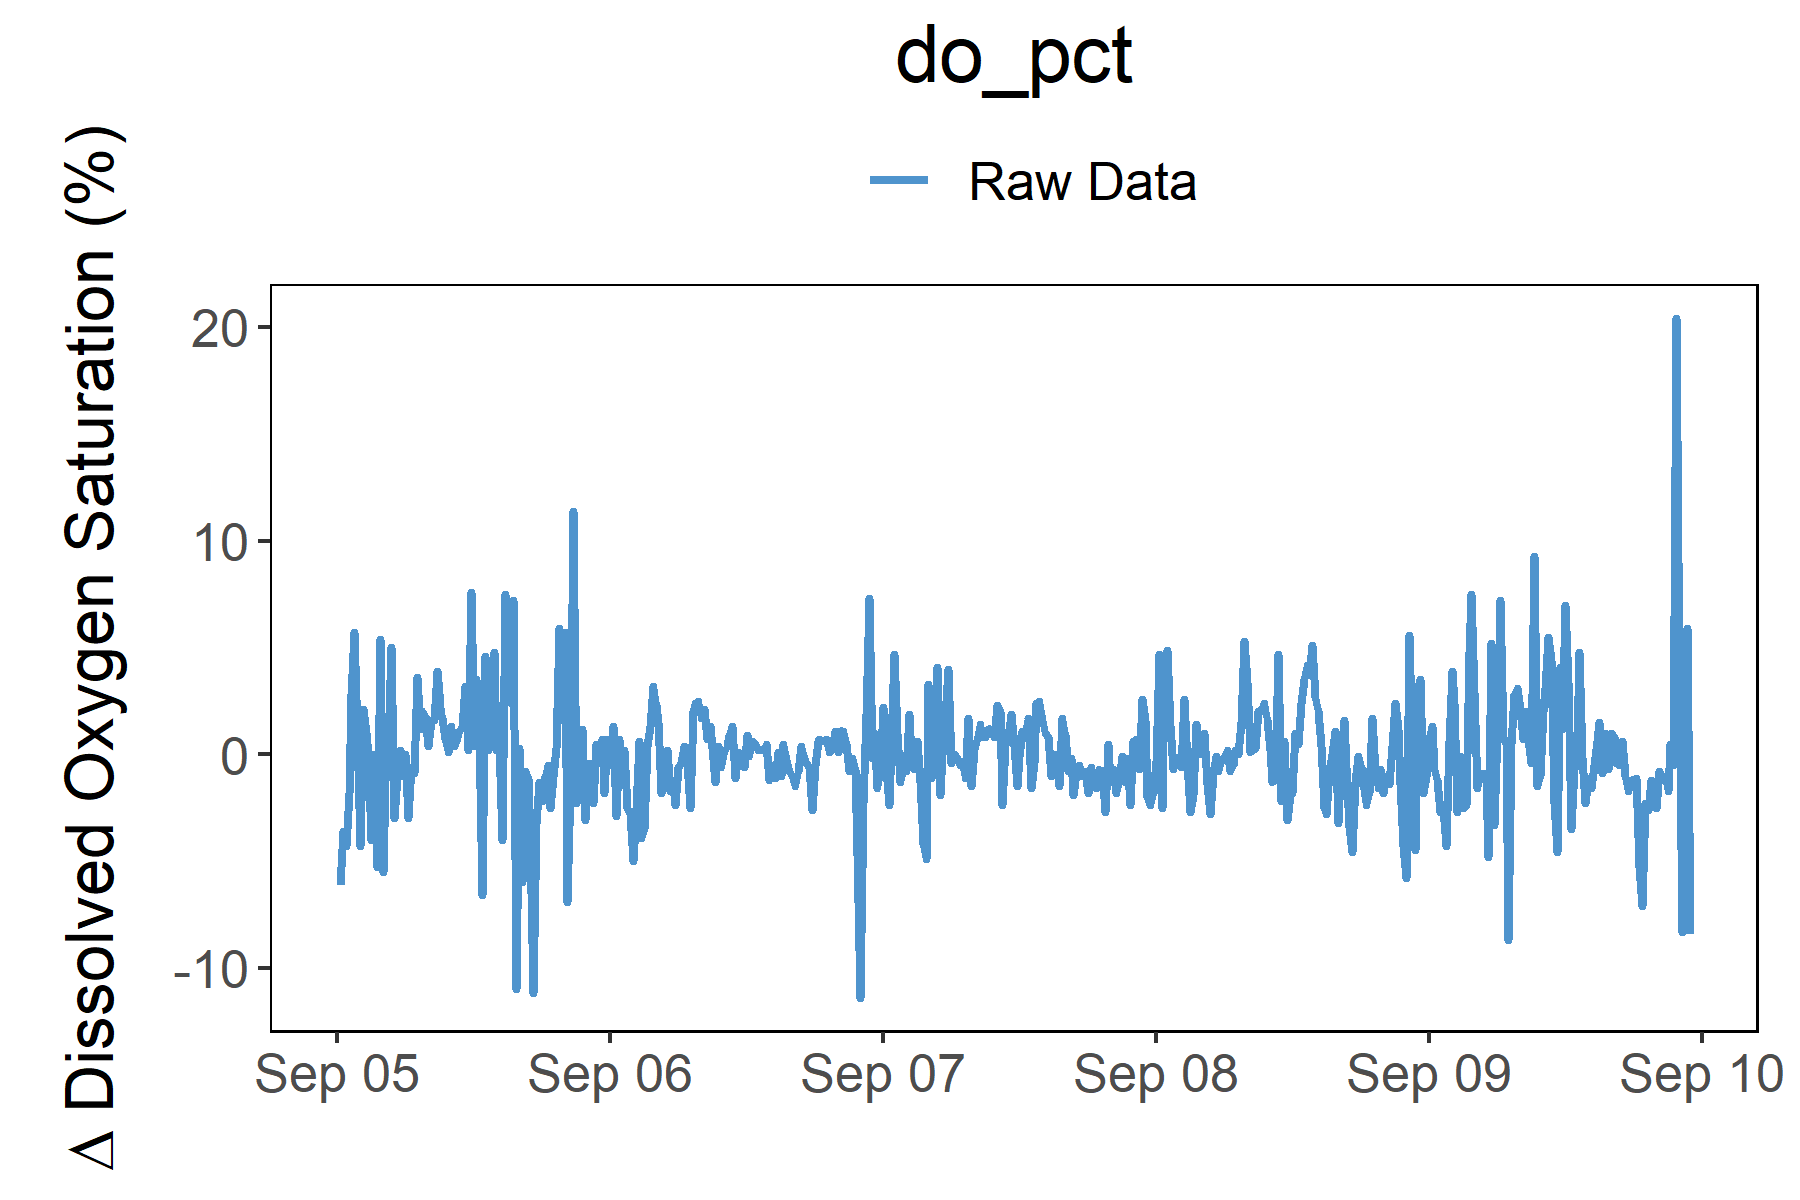 do_pct
Raw Data
Δ Dissolved Oxygen Saturation (%)
20
10
0
-10
Sep 05 Sep 06 Sep 07 Sep 08 Sep 09 Sep 10